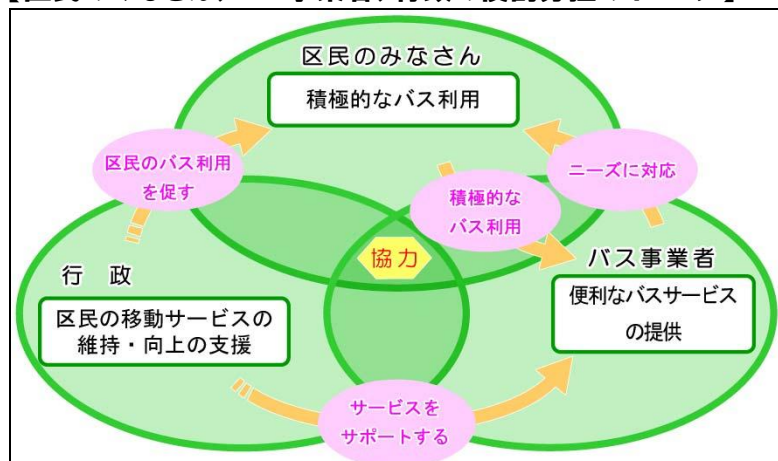 区民のみなさん
積極的なバス利用
区民のバス利用
を促す
ニーズに対応
積極的な
バス利用
協力
行 政
区民の移動サービスの
維持・向上の支援
バス事業者
便利なバスサービス
の提供
サービスを
サポートする